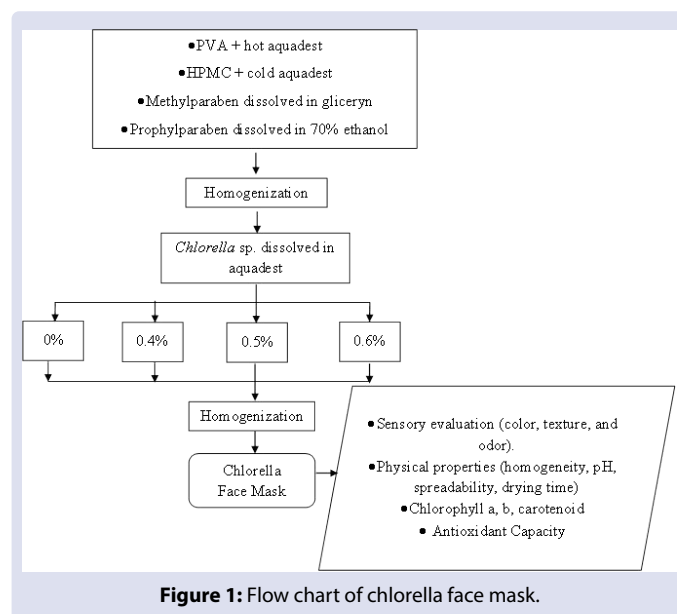 ●PVA + hot aquadest
●HPMC + cold aquadest
●Methylparaben dissolved in gliceryn
●Prophylparaben dissolved in 70% ethanol
Homogenization
Chlorella sp. dissolved in
aquadest
0%
0.4%
0.5%
0.6%
Homogenization
Chlorella
Face Mask
● Sensory evaluation (color, texture, and
odor).
●Physical properties (homogeneity, pH,
spreadability, drying time)
●Chlorophyll a, b, carotenoid
● Antioxidant Capacity
Figure 1: Flow chart of chlorella face mask.